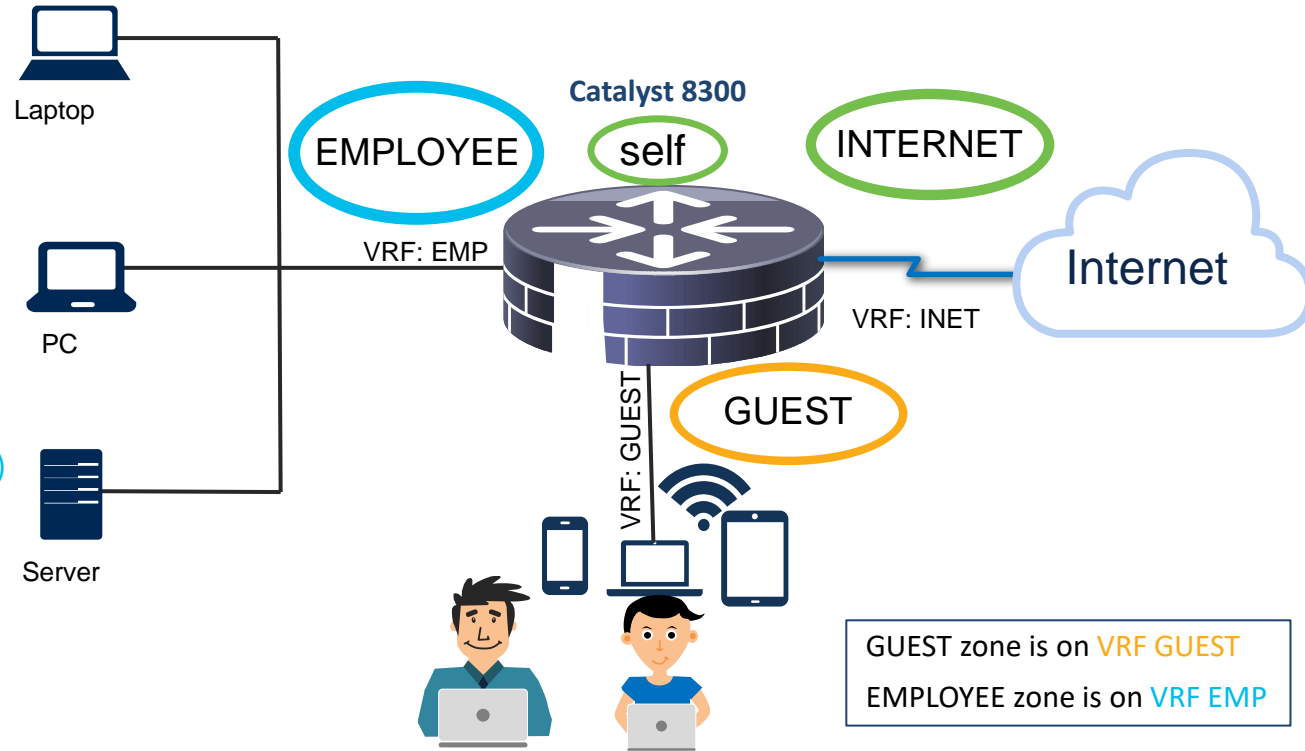 Laptop
Catalyst 8300
EMPLOYEE
self
INTERNET
VRF: EMP
Internet
PC
VRF: INET
VRF: GUEST
GUEST
Server
GUEST zone is on VRF GUEST
EMPLOYEE zone is on VRF EMP